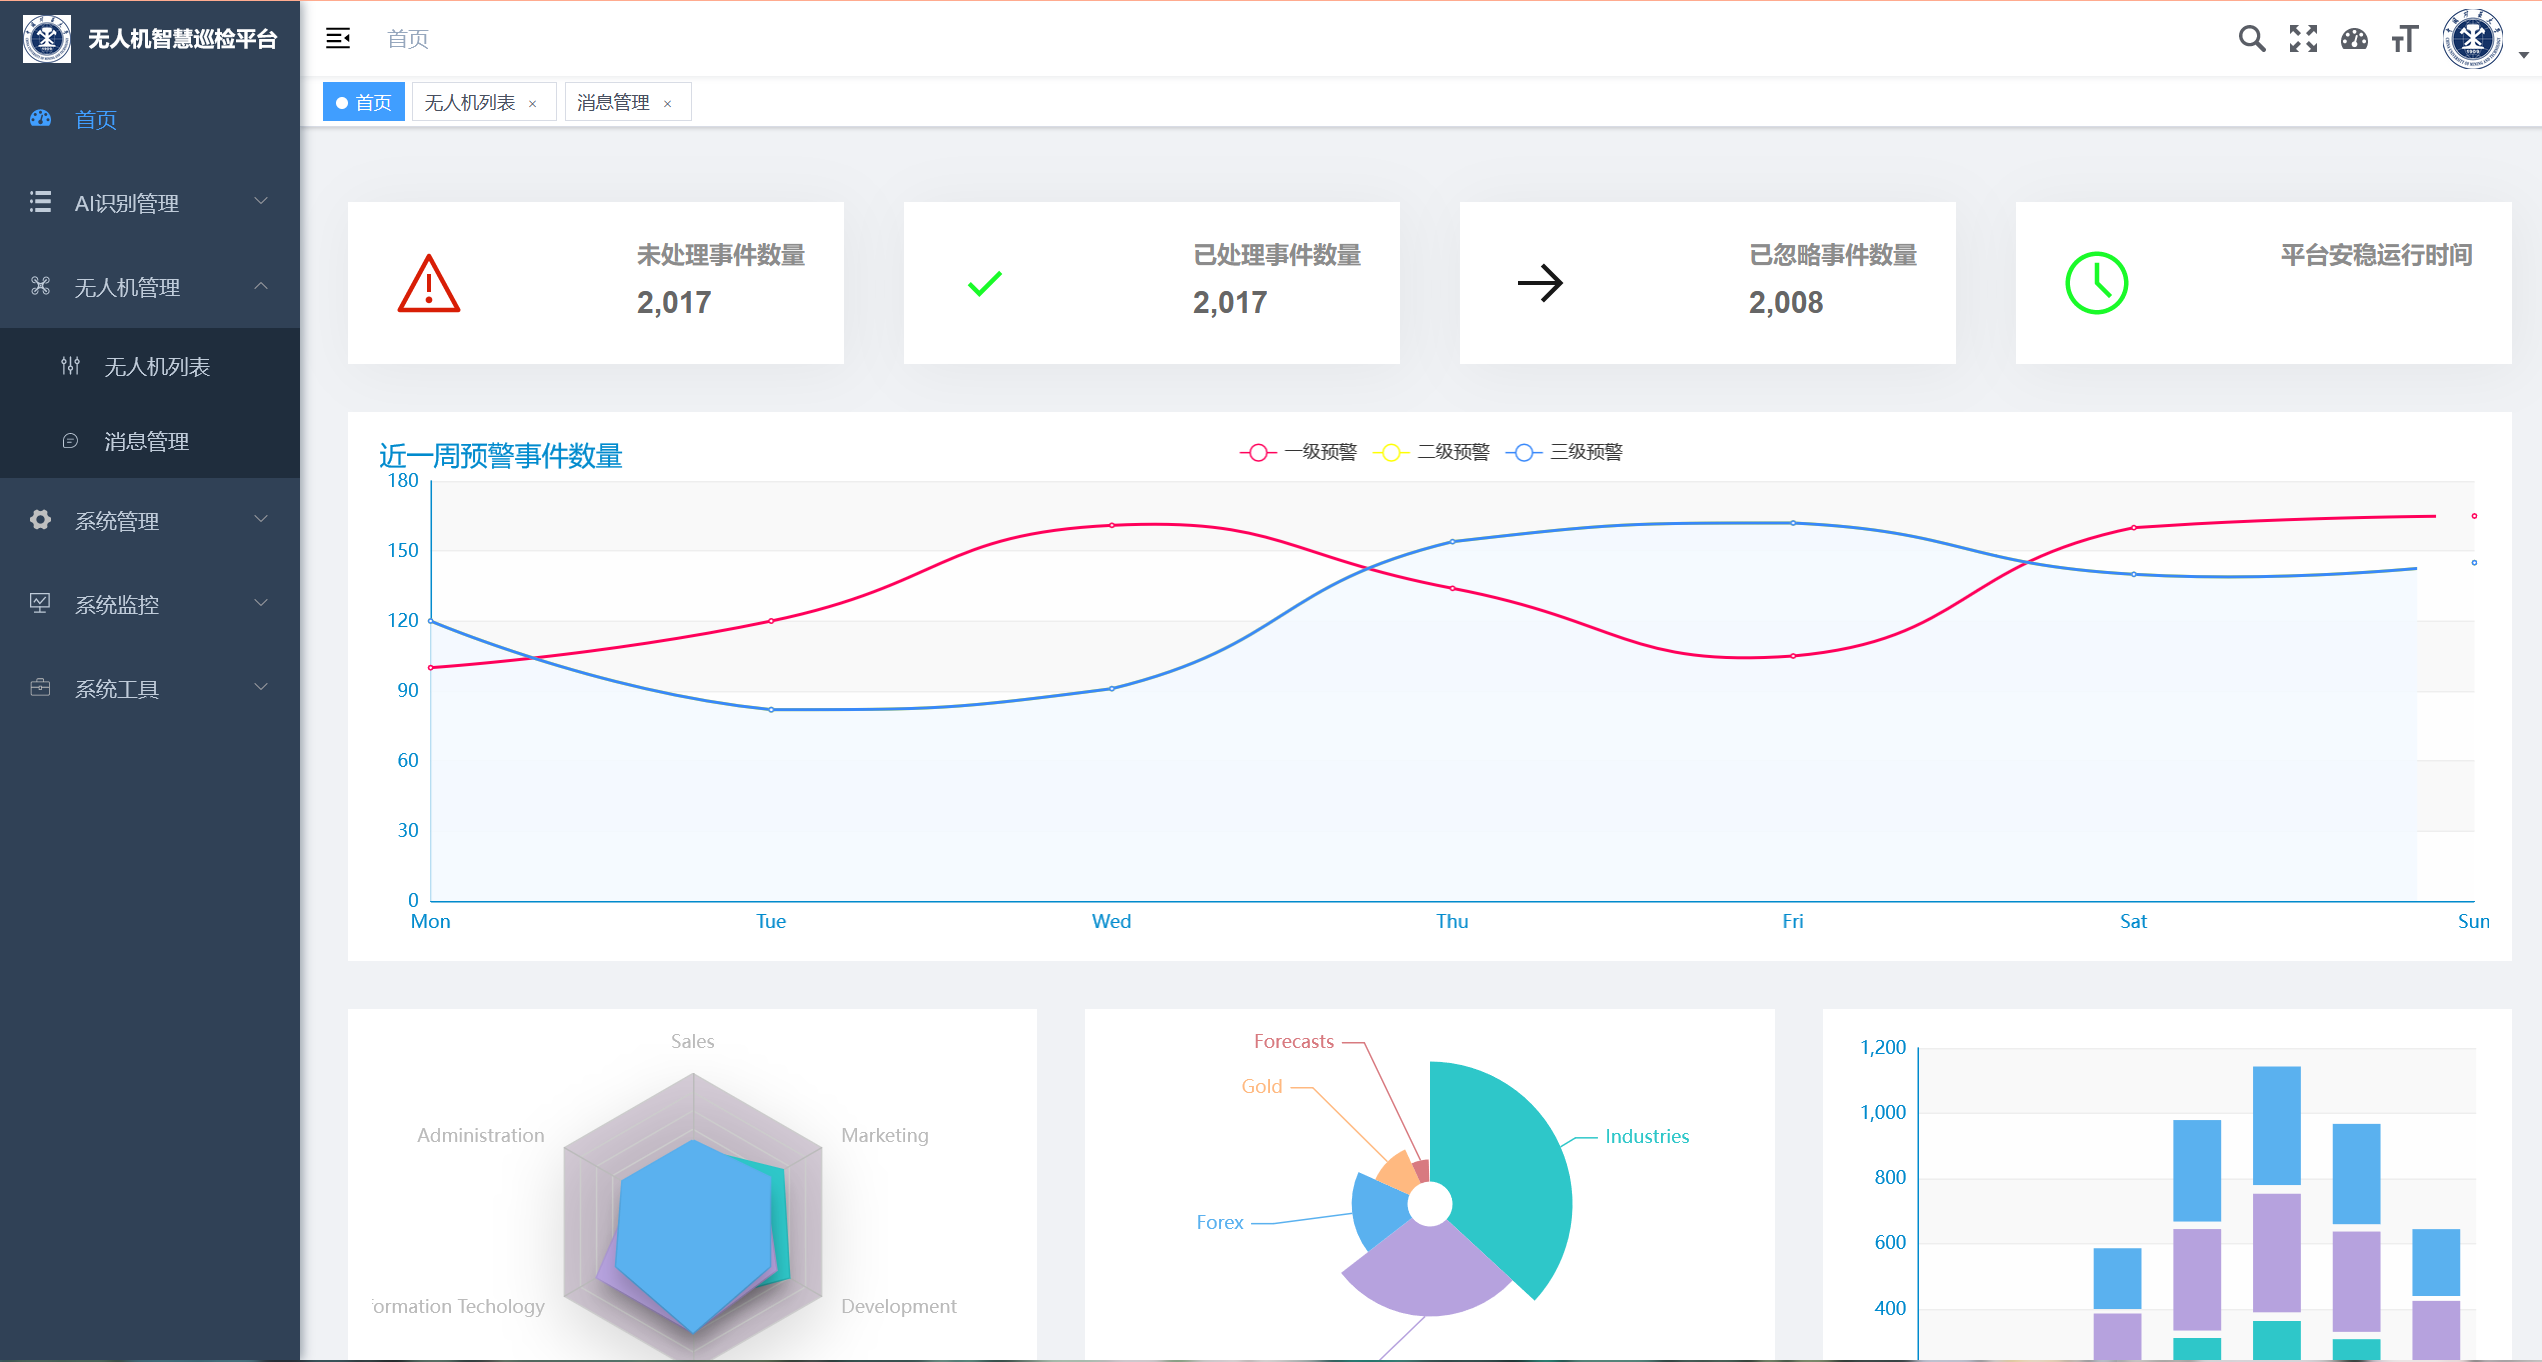 无人机智慧巡检平台
首页
AI识别管理
无人机管理
无人机列表
消息管理
系统管理
系统监控
系统工具
首页
首页
无人机列表 ×
消息管理 ×
未处理事件数量
2,017
已处理事件数量
2,017
已忽略事件数量
2,008
平台安稳运行时间
近一周预警事件数量
一级预警 二级预警 三级预警
180
150
120
90
60
30
0
Mon Tue Wed Thu Fri Sat Sun
Sales
Administration
Marketing
formation Techology
Development
Forecasts
Gold
Industries
Forex
1,200
1,000
800
600
400